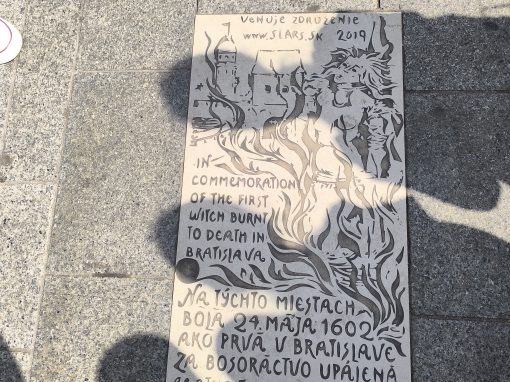 VENUJE ZDRUŽENIE
www.SLARS.SK 2019
IN
COMMEMORATION
OF THE FIRST
WITCH BURNT
TO DEATH IN
BRATISLAVA
NA TÝCHTO MIESTACH
BOLA 24. MÁJA 1602
AKO PRVÁ V BRATISLAVE
ZA BOSORÁCTVO UPÁLENÁ